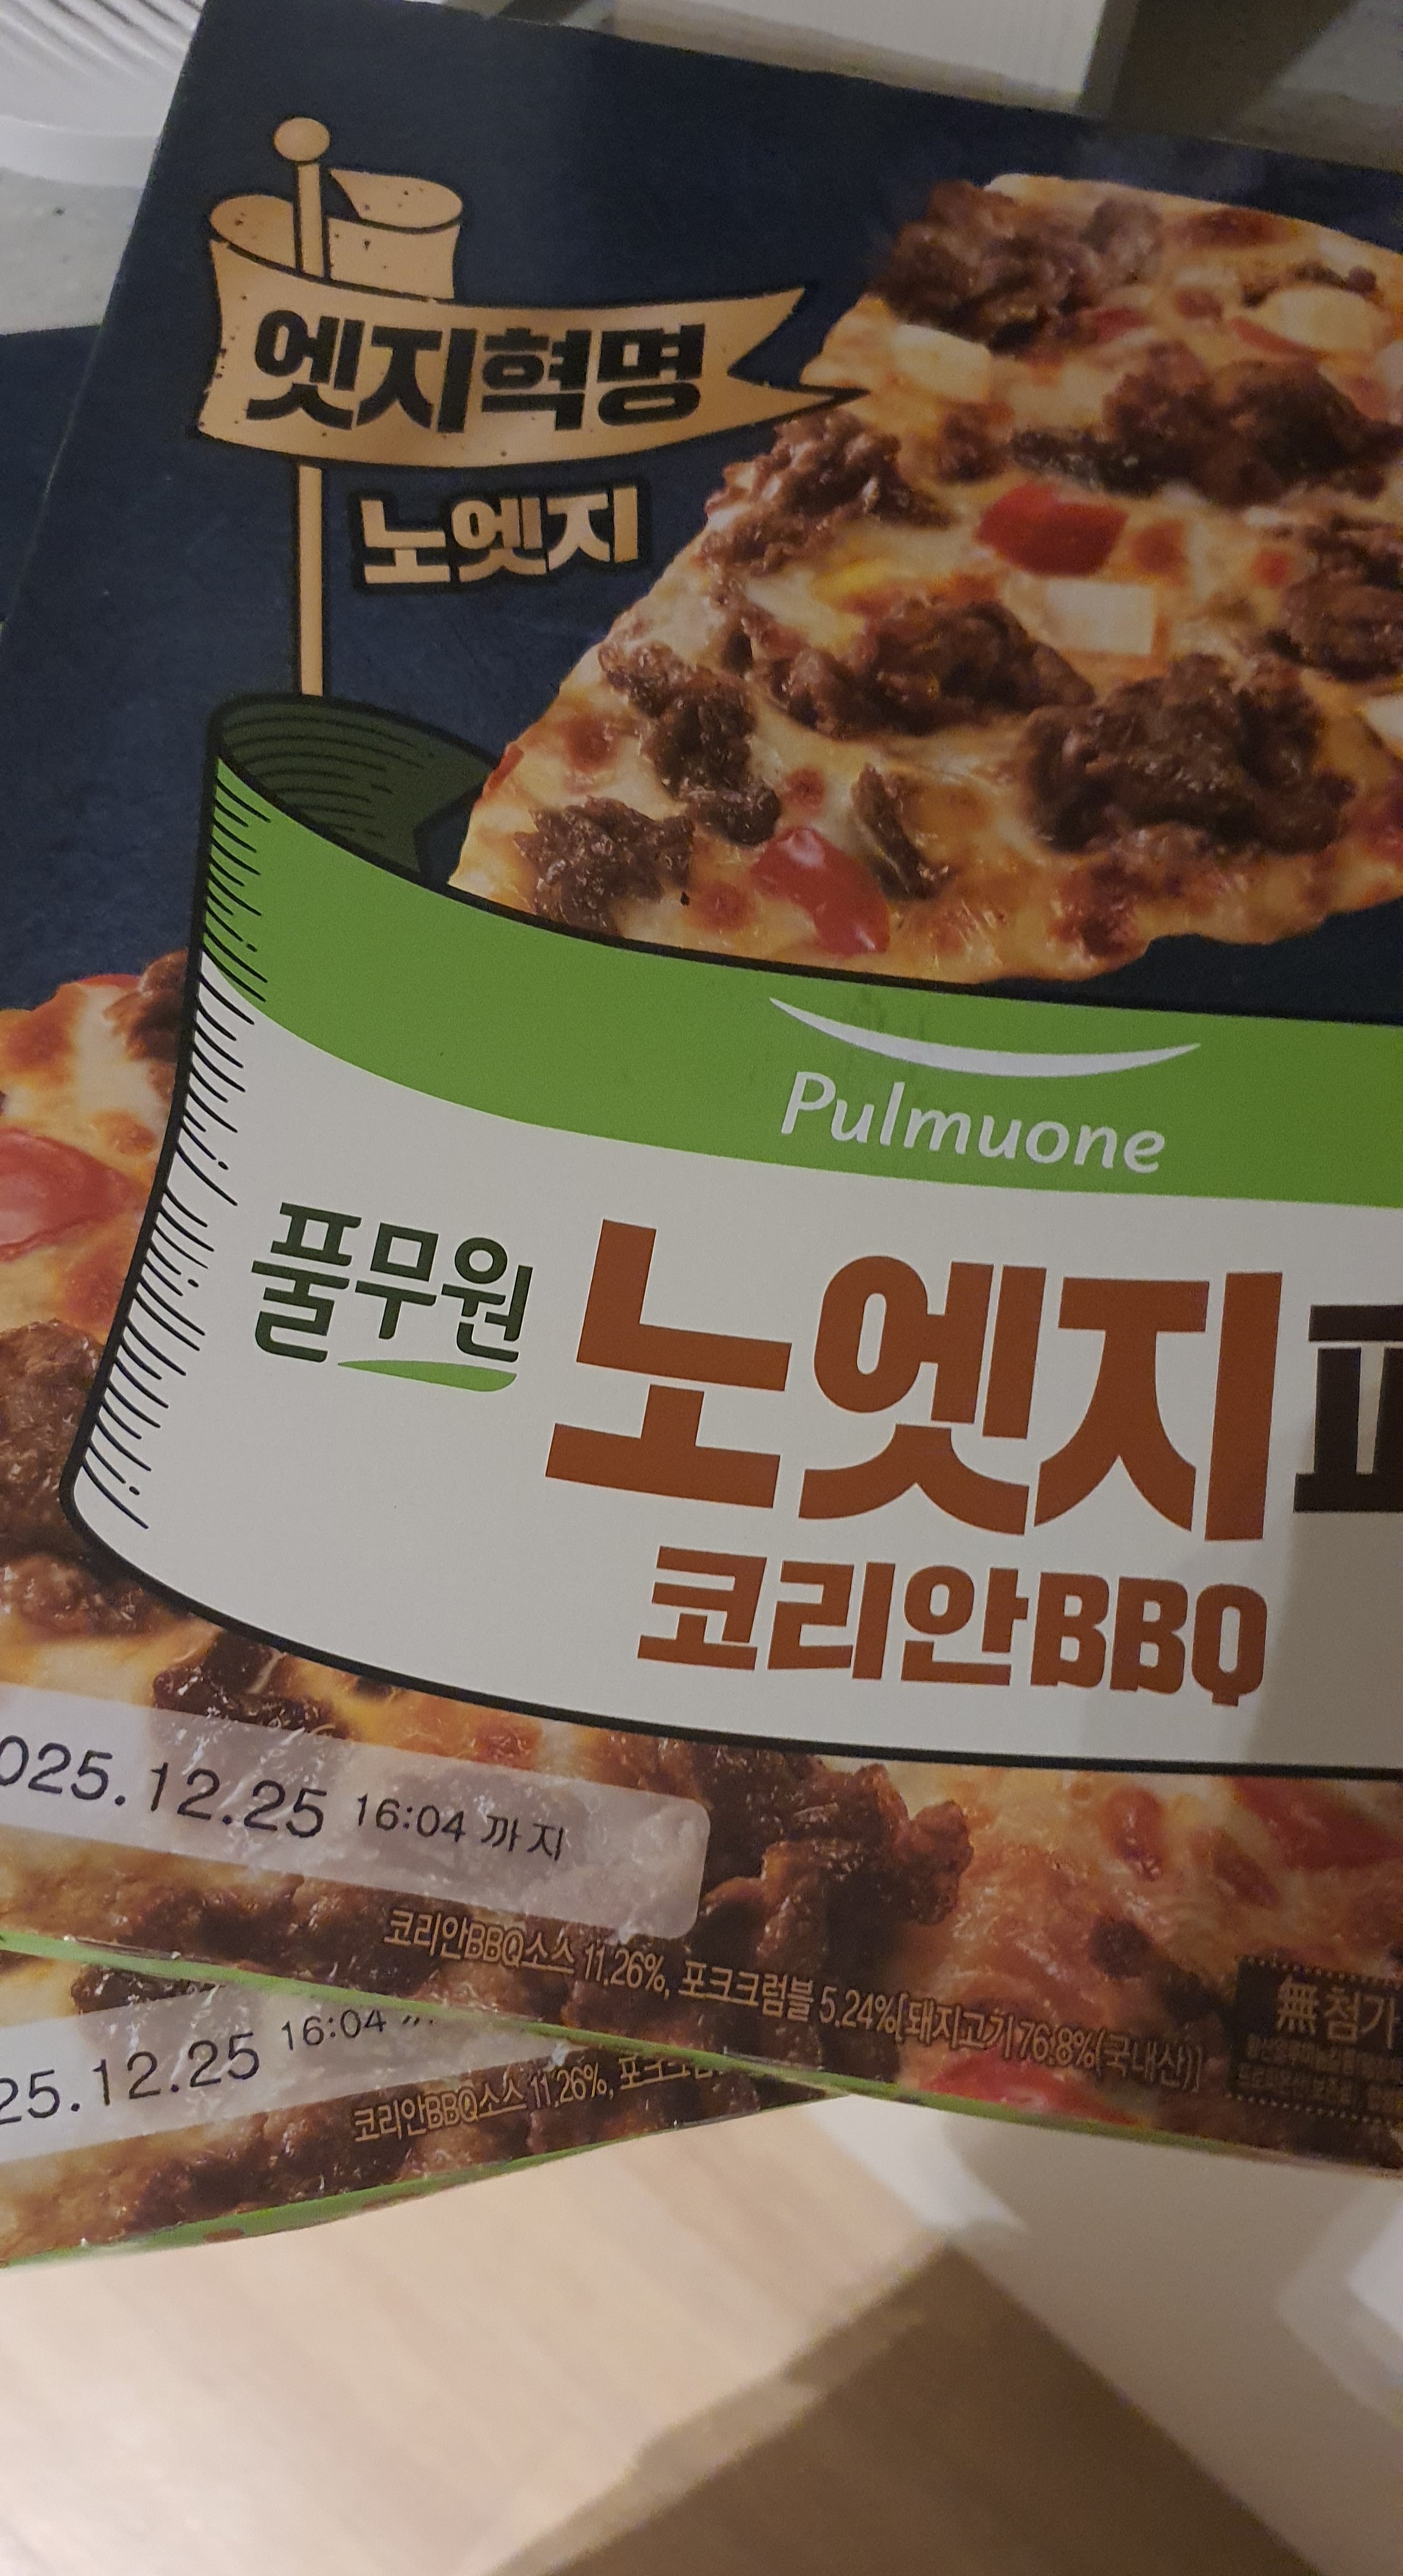 엣지혁명
노엣지
Pulmuone
풀무원 노엣지
코리안BBQ
025.12.25 16:04 까지
코리안BBQ소스 11.26%, 포크크럼블 5.24%[돼지고기 76.8%(국내산)]
無첨가
25.12.25 16:04
코리안BBQ소스 11.26%,